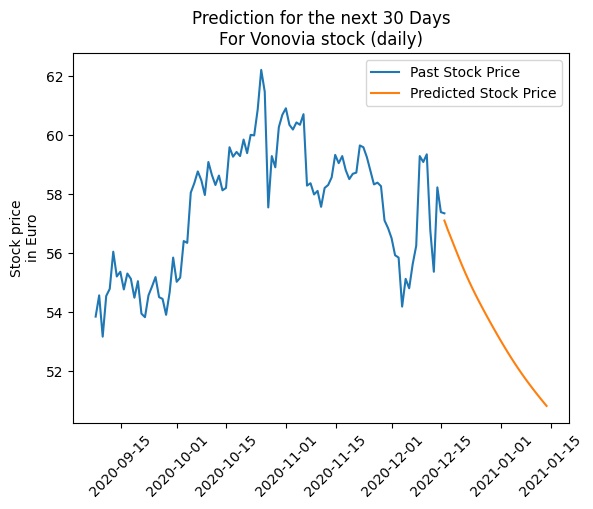 Prediction for the next 30 Days
For Vonovia stock (daily)
Past Stock Price
Predicted Stock Price
Stock price
in Euro
62
60
58
56
54
52
2020-09-15
2020-10-01
2020-10-15
2020-11-01
2020-11-15
2020-12-01
2020-12-15
2021-01-01
2021-01-15